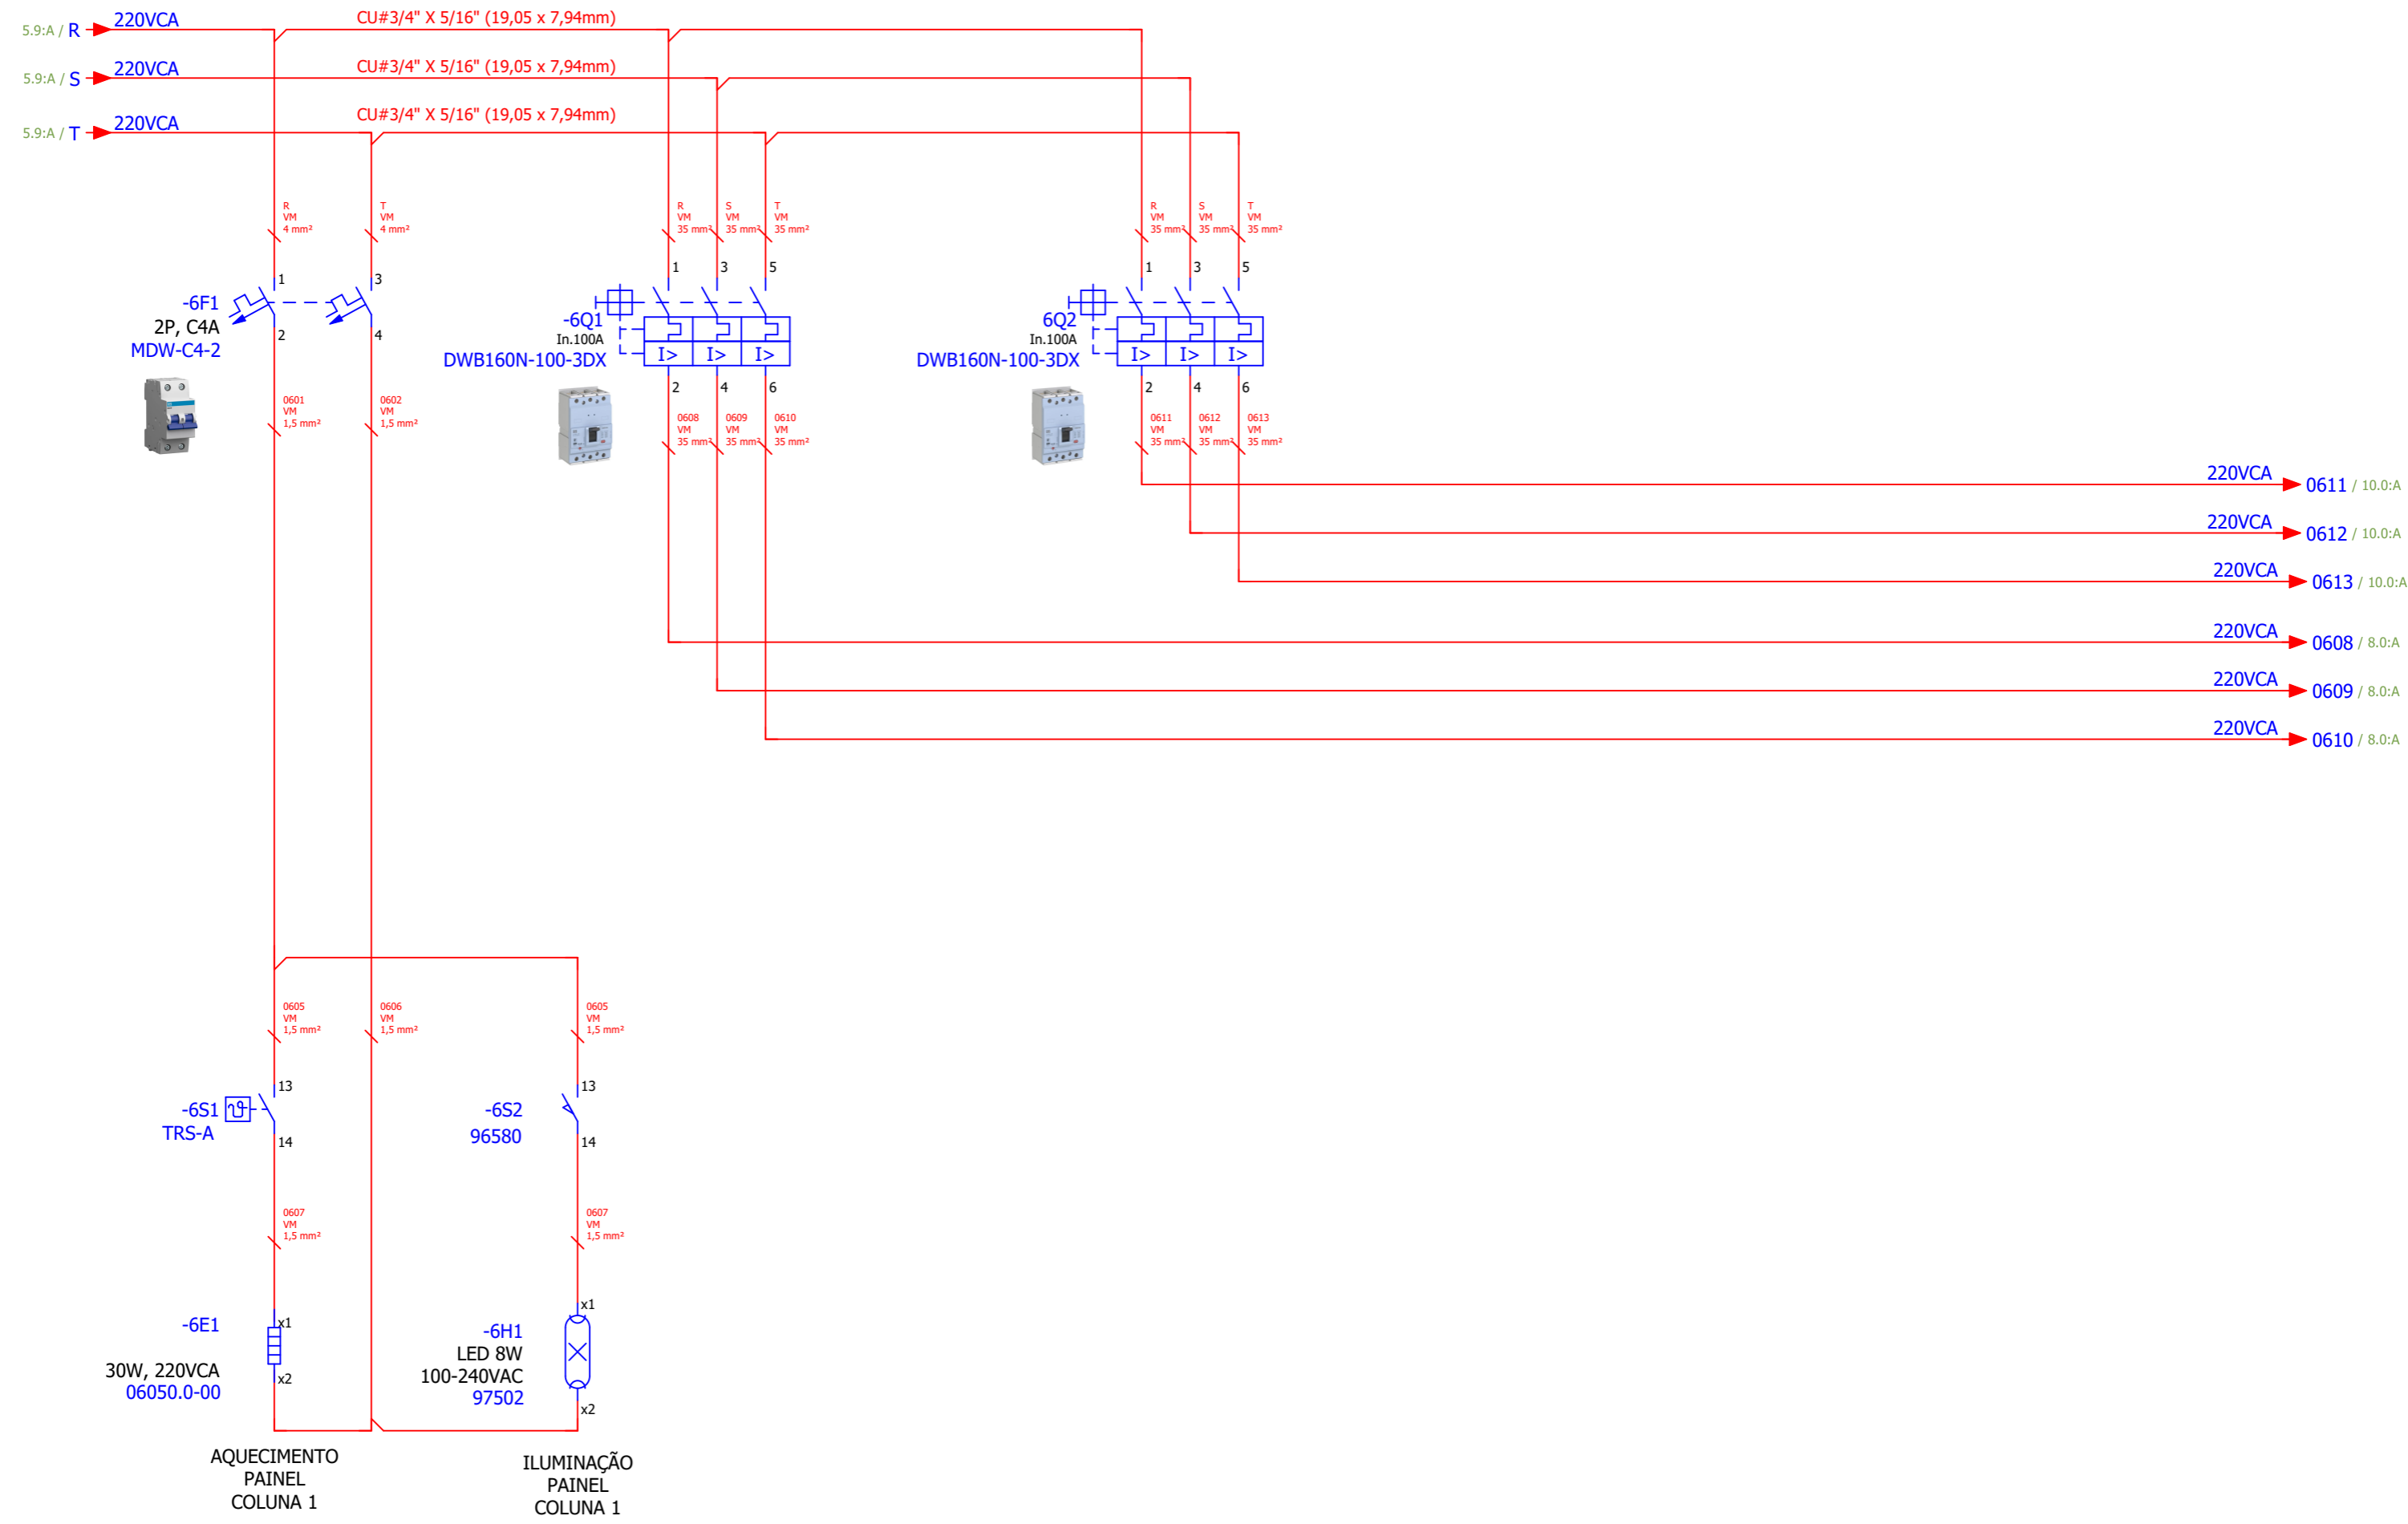 5.9:A / R 220VCA CU#3/4" X 5/16" (19,05 x 7,94mm)
5.9:A / S 220VCA CU#3/4" X 5/16" (19,05 x 7,94mm)
5.9:A / T 220VCA CU#3/4" X 5/16" (19,05 x 7,94mm)
R
VM
4 mm²
T
VM
4 mm²
R
VM
35 mm²
S
VM
35 mm²
T
VM
35 mm²
R
VM
35 mm²
S
VM
35 mm²
T
VM
35 mm²
1 3
-6F1
2P, C4A
MDW-C4-2
2 4
0601
VM
1,5 mm²
0602
VM
1,5 mm²
1 3 5
-6Q1
In.100A
DWB160N-100-3DX
I> I> I>
2 4 6
0608
VM
35 mm²
0609
VM
35 mm²
0610
VM
35 mm²
1 3 5
6Q2
In.100A
DWB160N-100-3DX
I> I> I>
2 4 6
0611
VM
35 mm²
0612
VM
35 mm²
0613
VM
35 mm²
220VCA 0611 / 10.0:A
220VCA 0612 / 10.0:A
220VCA 0613 / 10.0:A
220VCA 0608 / 8.0:A
220VCA 0609 / 8.0:A
220VCA 0610 / 8.0:A
0605
VM
1,5 mm²
0606
VM
1,5 mm²
0605
VM
1,5 mm²
13
-6S1
TRS-A
14
13
-6S2
96580
14
0607
VM
1,5 mm²
0607
VM
1,5 mm²
-6E1
x1
30W, 220VCA
06050.0-00
x2
x1
-6H1
LED 8W
100-240VAC
97502
x2
AQUECIMENTO
PAINEL
COLUNA 1
ILUMINAÇÃO
PAINEL
COLUNA 1